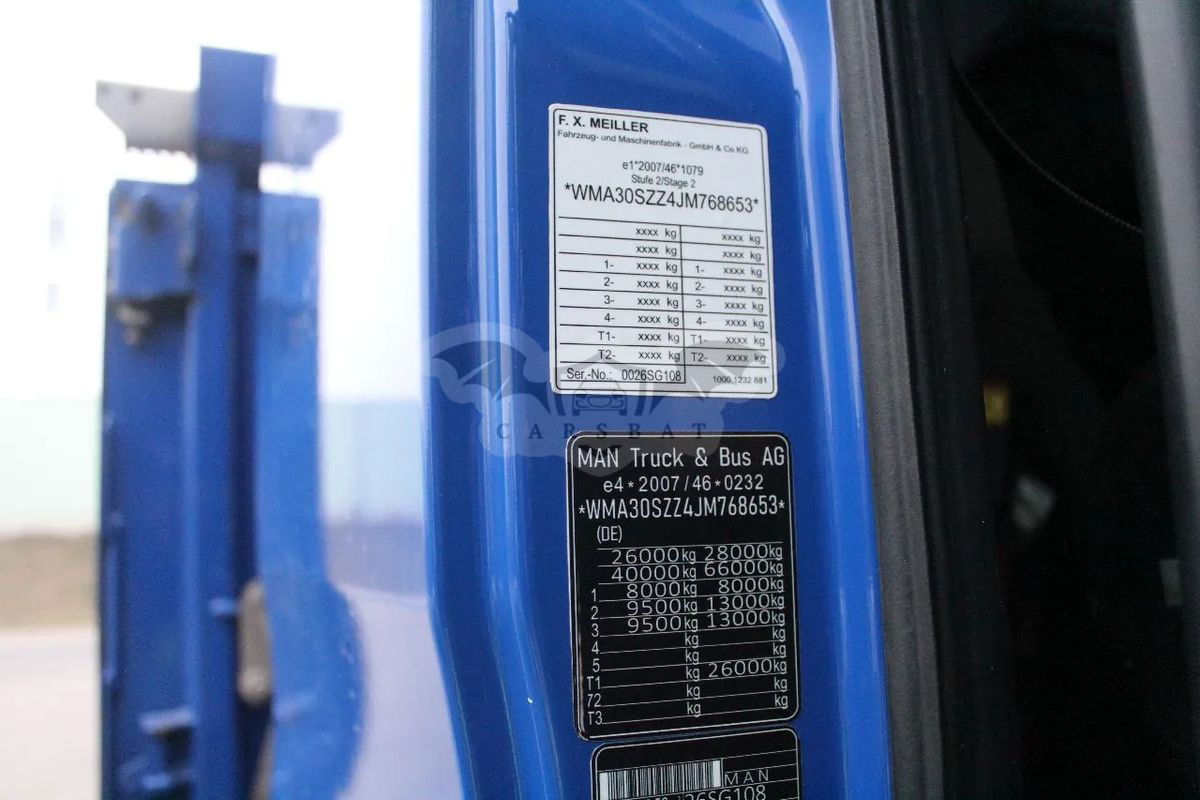 F. X. MEILLER
Fahrzeug- und Maschinenfabrik - GmbH & Co KG
e1*2007/46*1079
Stufe 2/Stage 2
*WMA30SZZ4JM768653*
xxxx kg xxxx kg
xxxx kg xxxx kg
1- xxxx kg 1- xxxx kg
2- xxxx kg 2- xxxx kg
3- xxxx kg 3- xxxx kg
4- xxxx kg 4- xxxx kg
T1- xxxx kg T1- xxxx kg
T2- xxxx kg T2- xxxx kg
Ser.-No.: 0026SG108 1000 1232 881
CARSBAT
MAN Truck & Bus AG
e4*2007/46*0232
*WMA30SZZ4JM768653*
(DE)
26000kg 28000kg
40000kg 66000kg
1 8000kg 8000kg
2 9500kg 13000kg
3 9500kg 13000kg
4 kg kg
5 kg kg
T1 kg 26000kg
T2 kg kg
T3 kg kg
MAN
26SG108